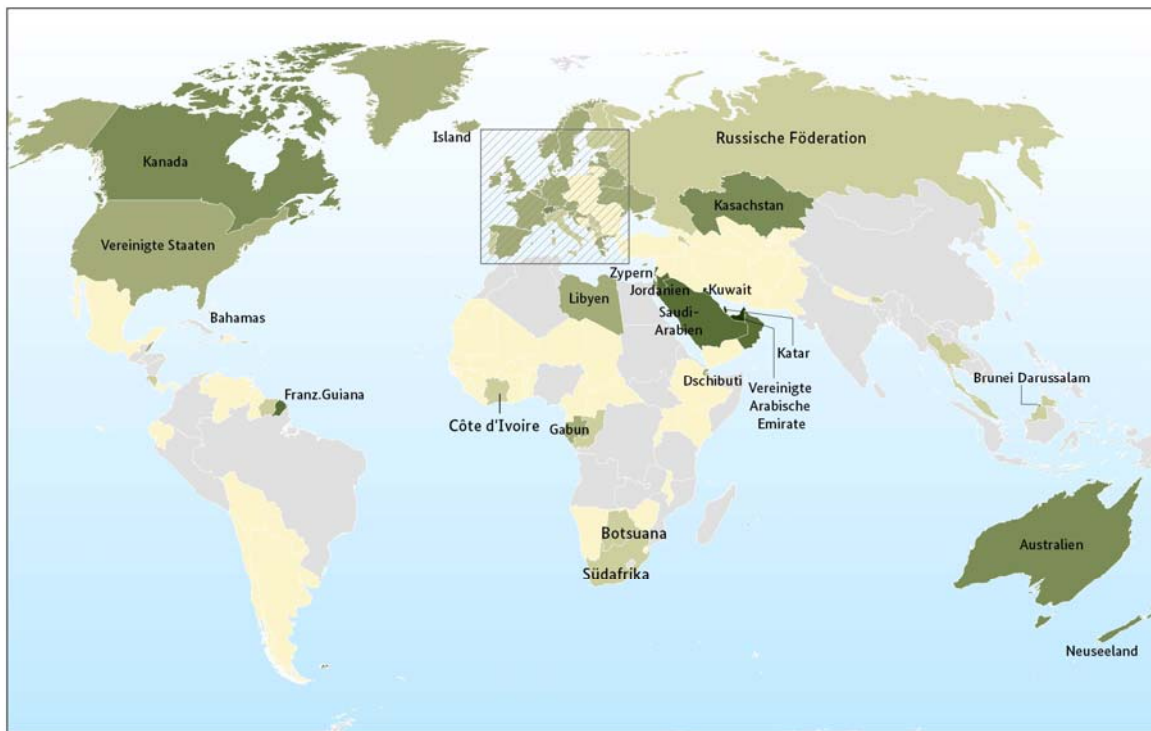 Island
Russische Föderation
Kanada
Kasachstan
Vereinigte Staaten
Zypern
Jordanien
Kuwait
Libyen
Saudi-
Arabien
Bahamas
Katar
Dschibuti
Vereinigte
Arabische
Emirate
Brunei Darussalam
Franz.Guiana
Côte d'Ivoire
Gabun
Botsuana
Südafrika
Australien
Neuseeland